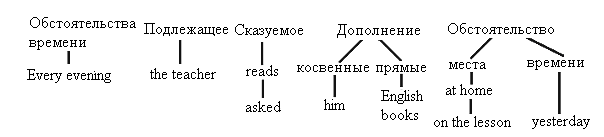 Обстоятельства времени
Every evening
Подлежащее
the teacher
Сказуемое
reads
asked
Дополнение
косвенные прямые
him
English books
Обстоятельство
места времени
at home
on the lesson
yesterday